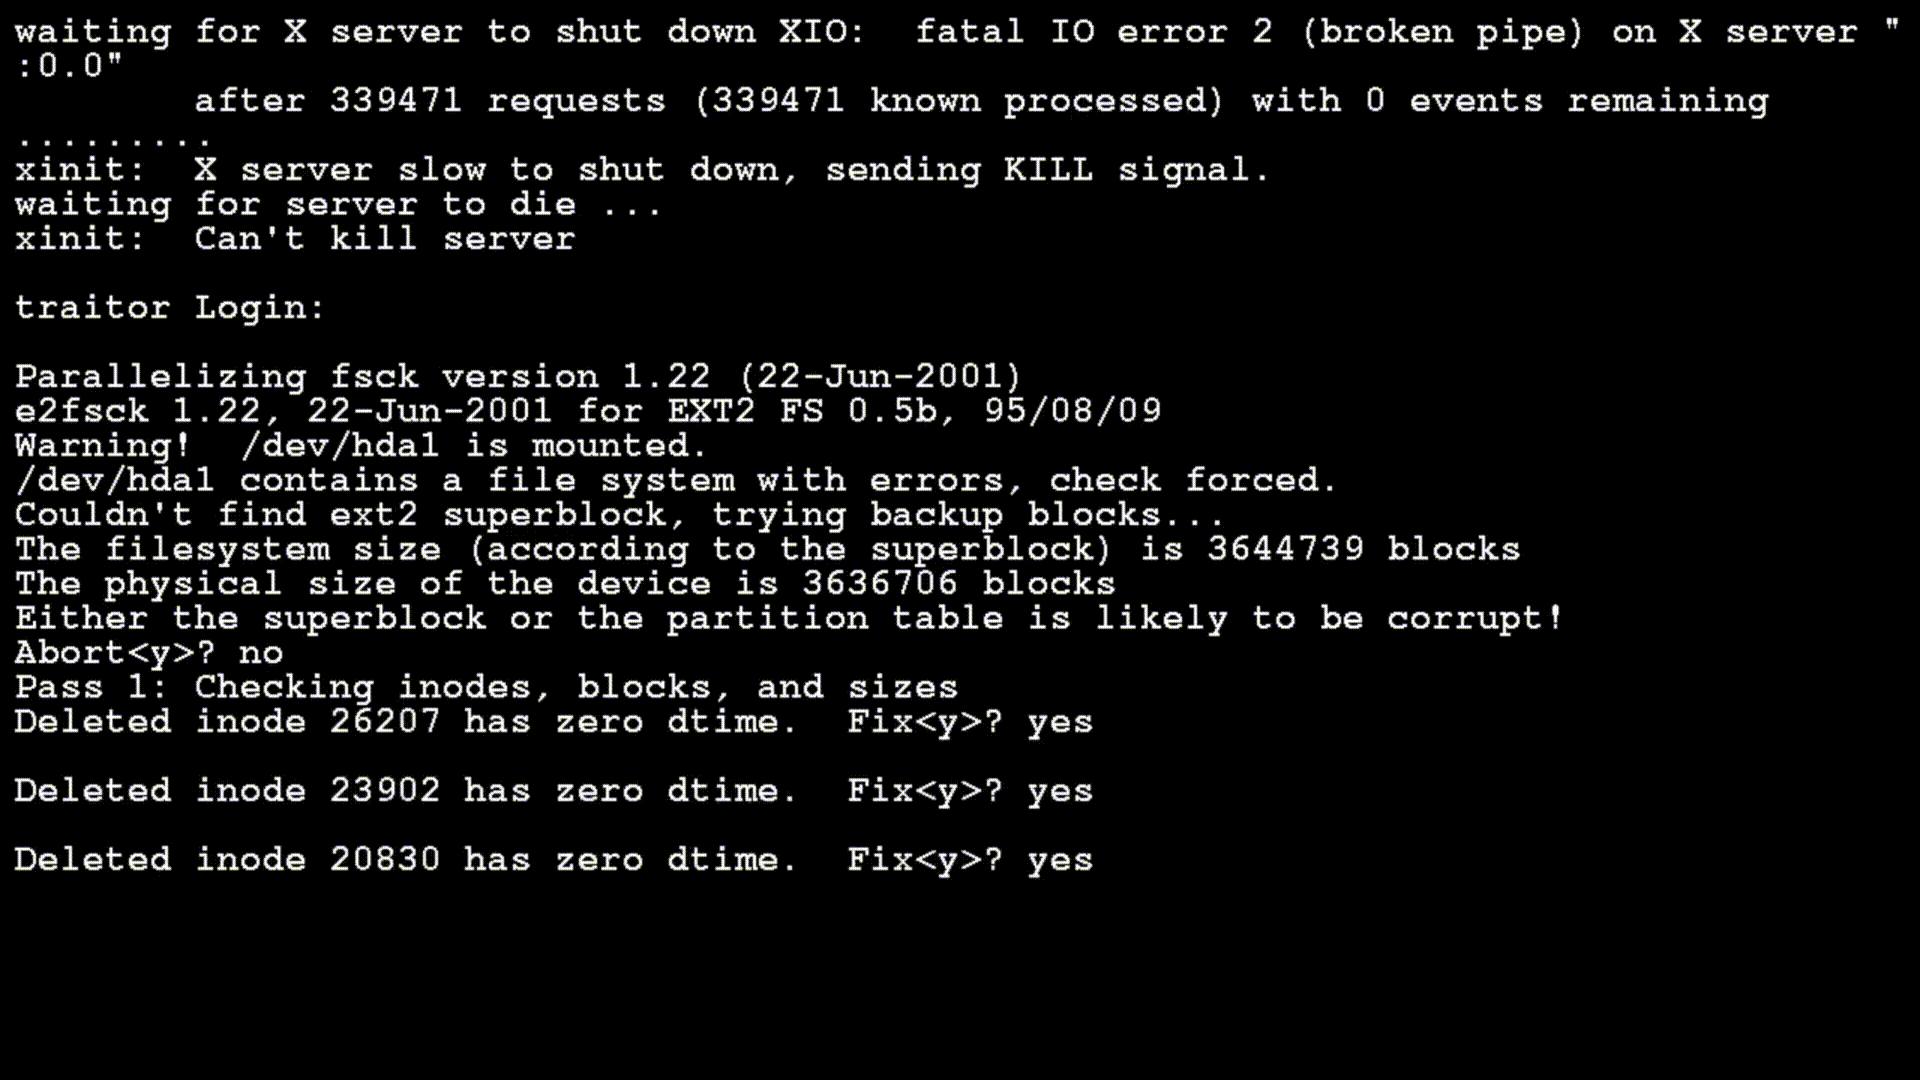 waiting for X server to shut down XIO:  fatal IO error 2 (broken pipe) on X server "
:0.0"
        after 339471 requests (339471 known processed) with 0 events remaining
.........
xinit:  X server slow to shut down, sending KILL signal.
waiting for server to die ...
xinit:  Can't kill server
traitor Login:
Parallelizing fsck version 1.22 (22-Jun-2001)
e2fsck 1.22, 22-Jun-2001 for EXT2 FS 0.5b, 95/08/09
Warning!  /dev/hda1 is mounted.
/dev/hda1 contains a file system with errors, check forced.
Couldn't find ext2 superblock, trying backup blocks...
The filesystem size (according to the superblock) is 3644739 blocks
The physical size of the device is 3636706 blocks
Either the superblock or the partition table is likely to be corrupt!
Abort<y>? no
Pass 1: Checking inodes, blocks, and sizes
Deleted inode 26207 has zero dtime.  Fix<y>? yes
Deleted inode 23902 has zero dtime.  Fix<y>? yes
Deleted inode 20830 has zero dtime.  Fix<y>? yes